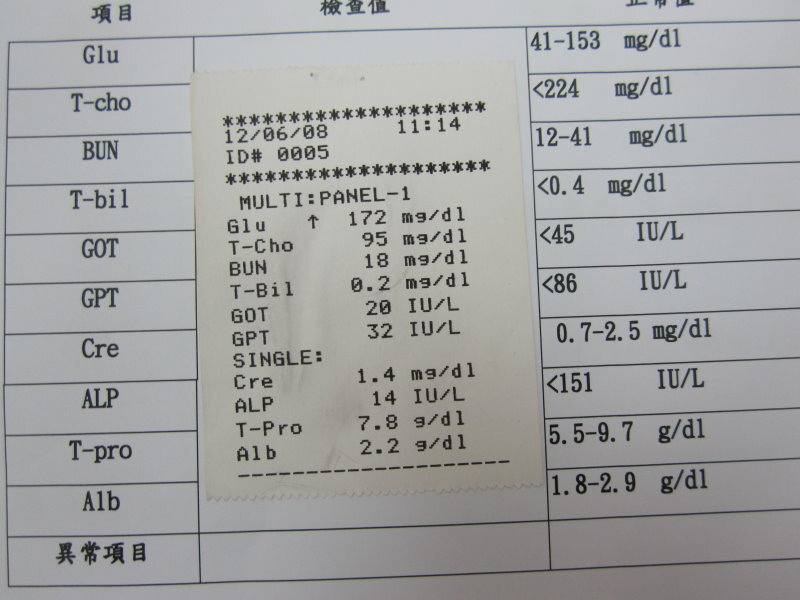 項目 檢查值 正常值
Glu 41-153 mg/dl
T-cho <224 mg/dl
BUN 12-41 mg/dl
T-bil <0.4 mg/dl
GOT <45 IU/L
GPT <86 IU/L
Cre 0.7-2.5 mg/dl
ALP <151 IU/L
T-pro 5.5-9.7 g/dl
Alb 1.8-2.9 g/dl
異常項目
********************
12/06/08 11:14
ID# 0005
********************
MULTI:PANEL-1
Glu ↑ 172 mg/dl
T-Cho 95 mg/dl
BUN 18 mg/dl
T-Bil 0.2 mg/dl
GOT 20 IU/L
GPT 32 IU/L
SINGLE:
Cre 1.4 mg/dl
ALP 14 IU/L
T-Pro 7.8 g/dl
Alb 2.2 g/dl
--------------------